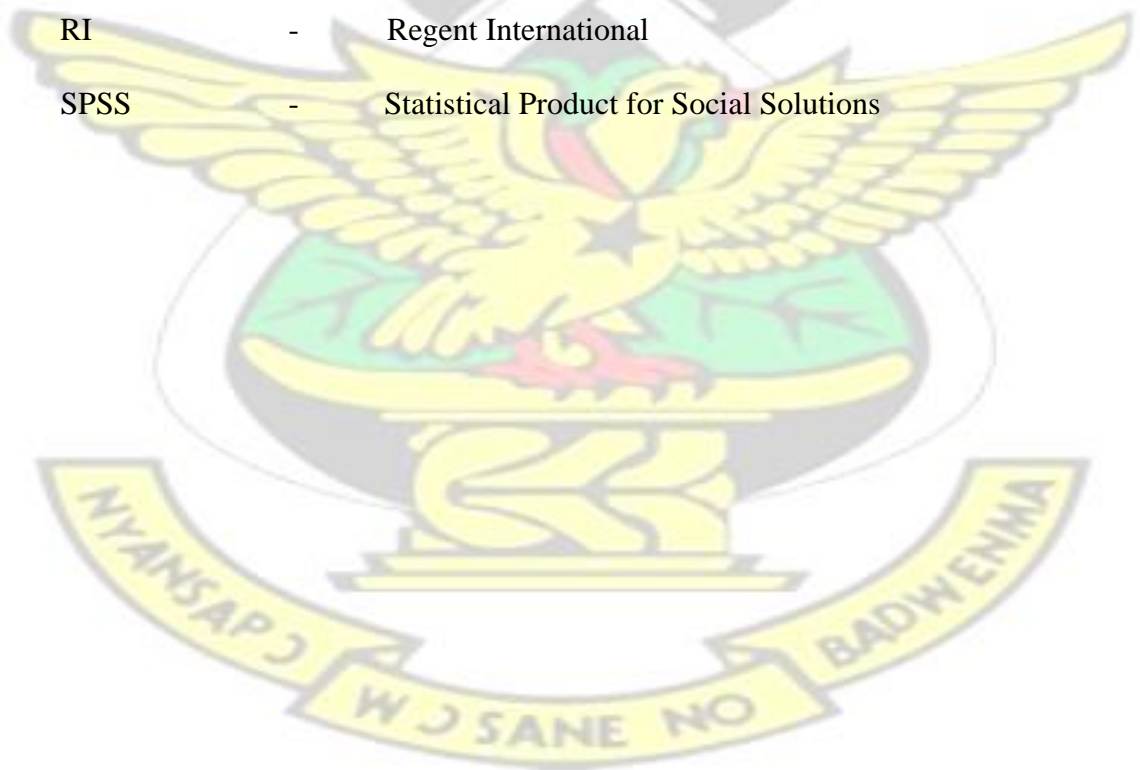 RI - Regent International
SPSS - Statistical Product for Social Solutions
NYANSAPƆ WƆSANE NO BADWENMA